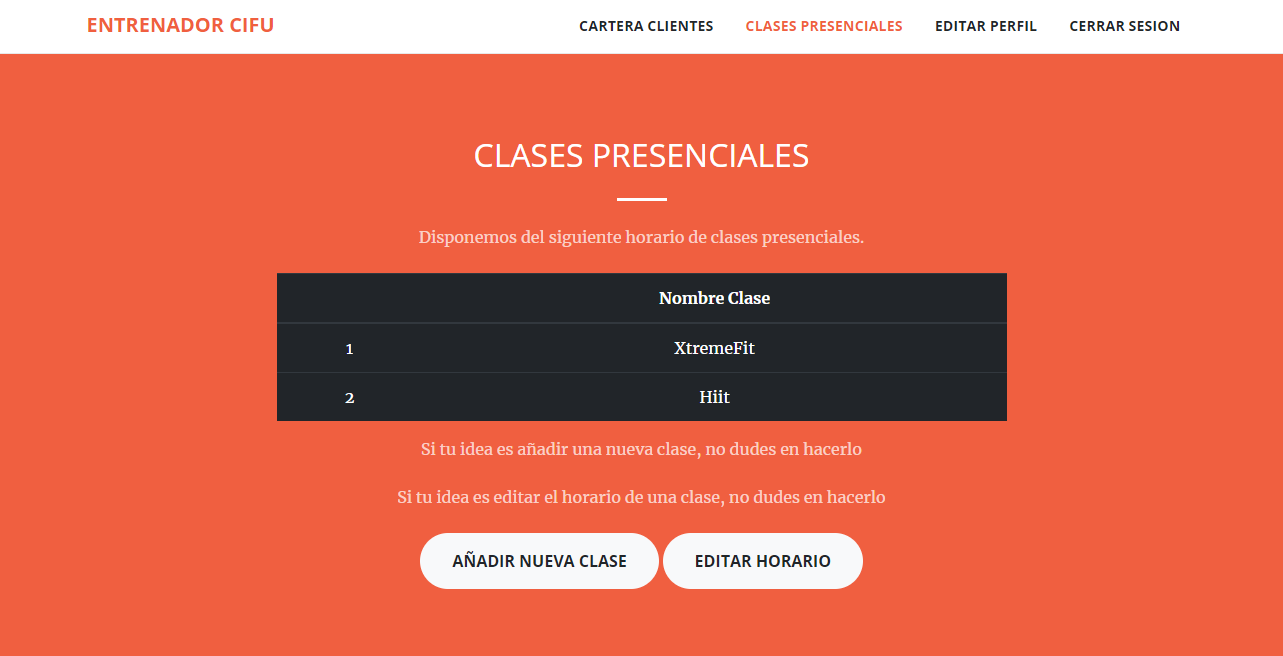 ENTRENADOR CIFU
CARTERA CLIENTES CLASES PRESENCIALES EDITAR PERFIL CERRAR SESION
CLASES PRESENCIALES
Disponemos del siguiente horario de clases presenciales.
Nombre Clase
1 XtremeFit
2 Hiit
Si tu idea es añadir una nueva clase, no dudes en hacerlo
Si tu idea es editar el horario de una clase, no dudes en hacerlo
AÑADIR NUEVA CLASE EDITAR HORARIO